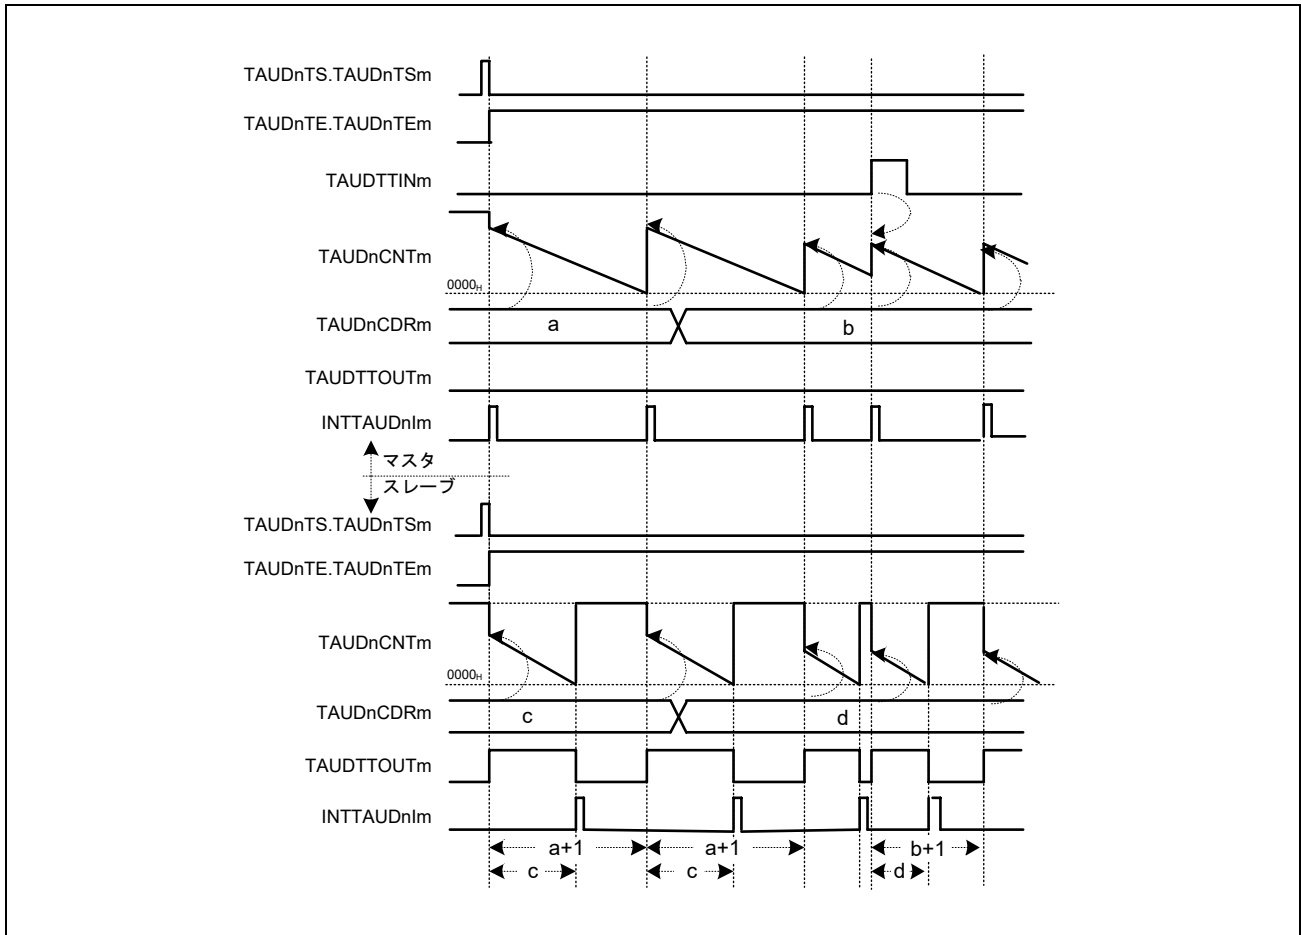 TAUDnTS.TAUDnTSm
TAUDnTE.TAUDnTEm
TAUDTTINm
TAUDnCNTm
0000H
TAUDnCDRm
a
b
TAUDTTOUTm
INTTAUDnIm
マスタ
スレーブ
TAUDnTS.TAUDnTSm
TAUDnTE.TAUDnTEm
TAUDnCNTm
0000H
TAUDnCDRm
c
d
TAUDTTOUTm
INTTAUDnIm
a+1
a+1
b+1
c
c
d